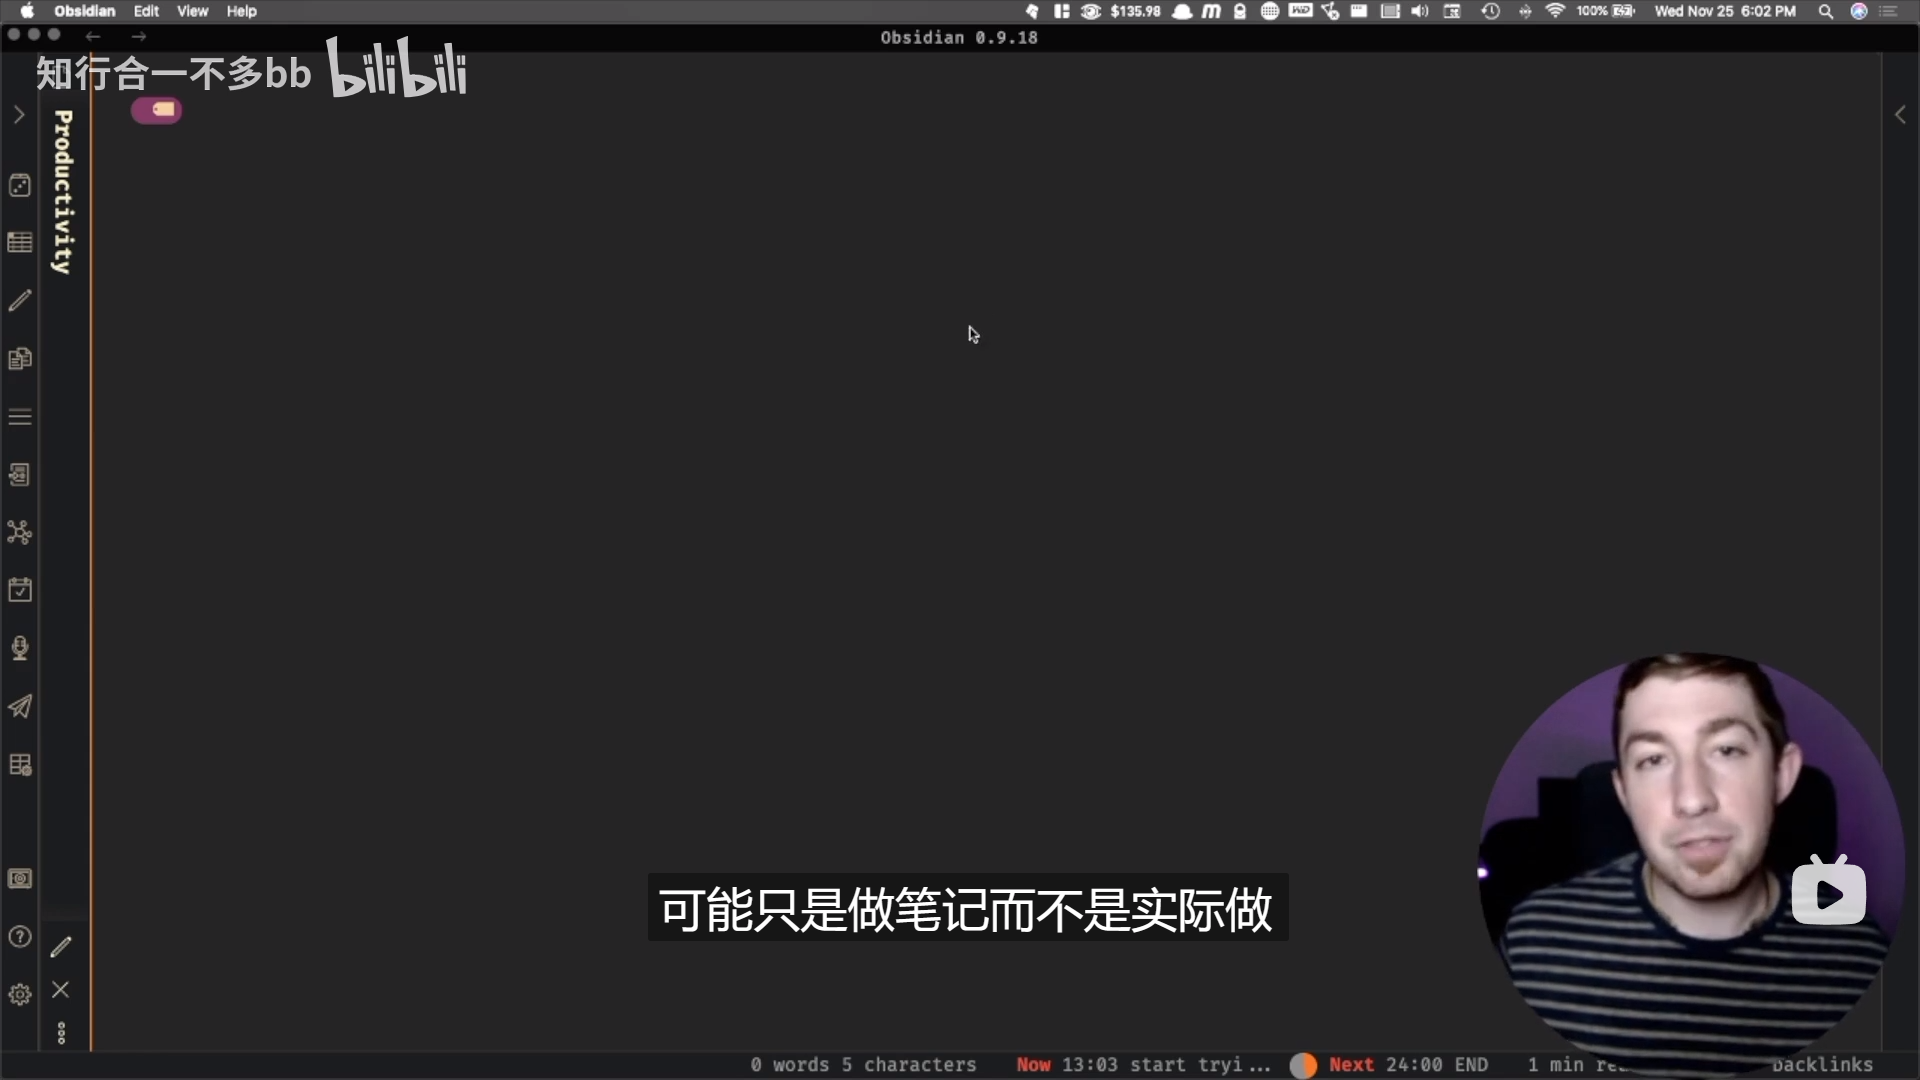 Obsidian Edit View Help $135.98 100% Wed Nov 25 6:02 PM
Obsidian 0.9.18
知行合一不多bb bilibili
Productivity
可能只是做笔记而不是实际做
0 words 5 characters Now 13:03 start tryi... Next 24:00 END 1 min backlinks